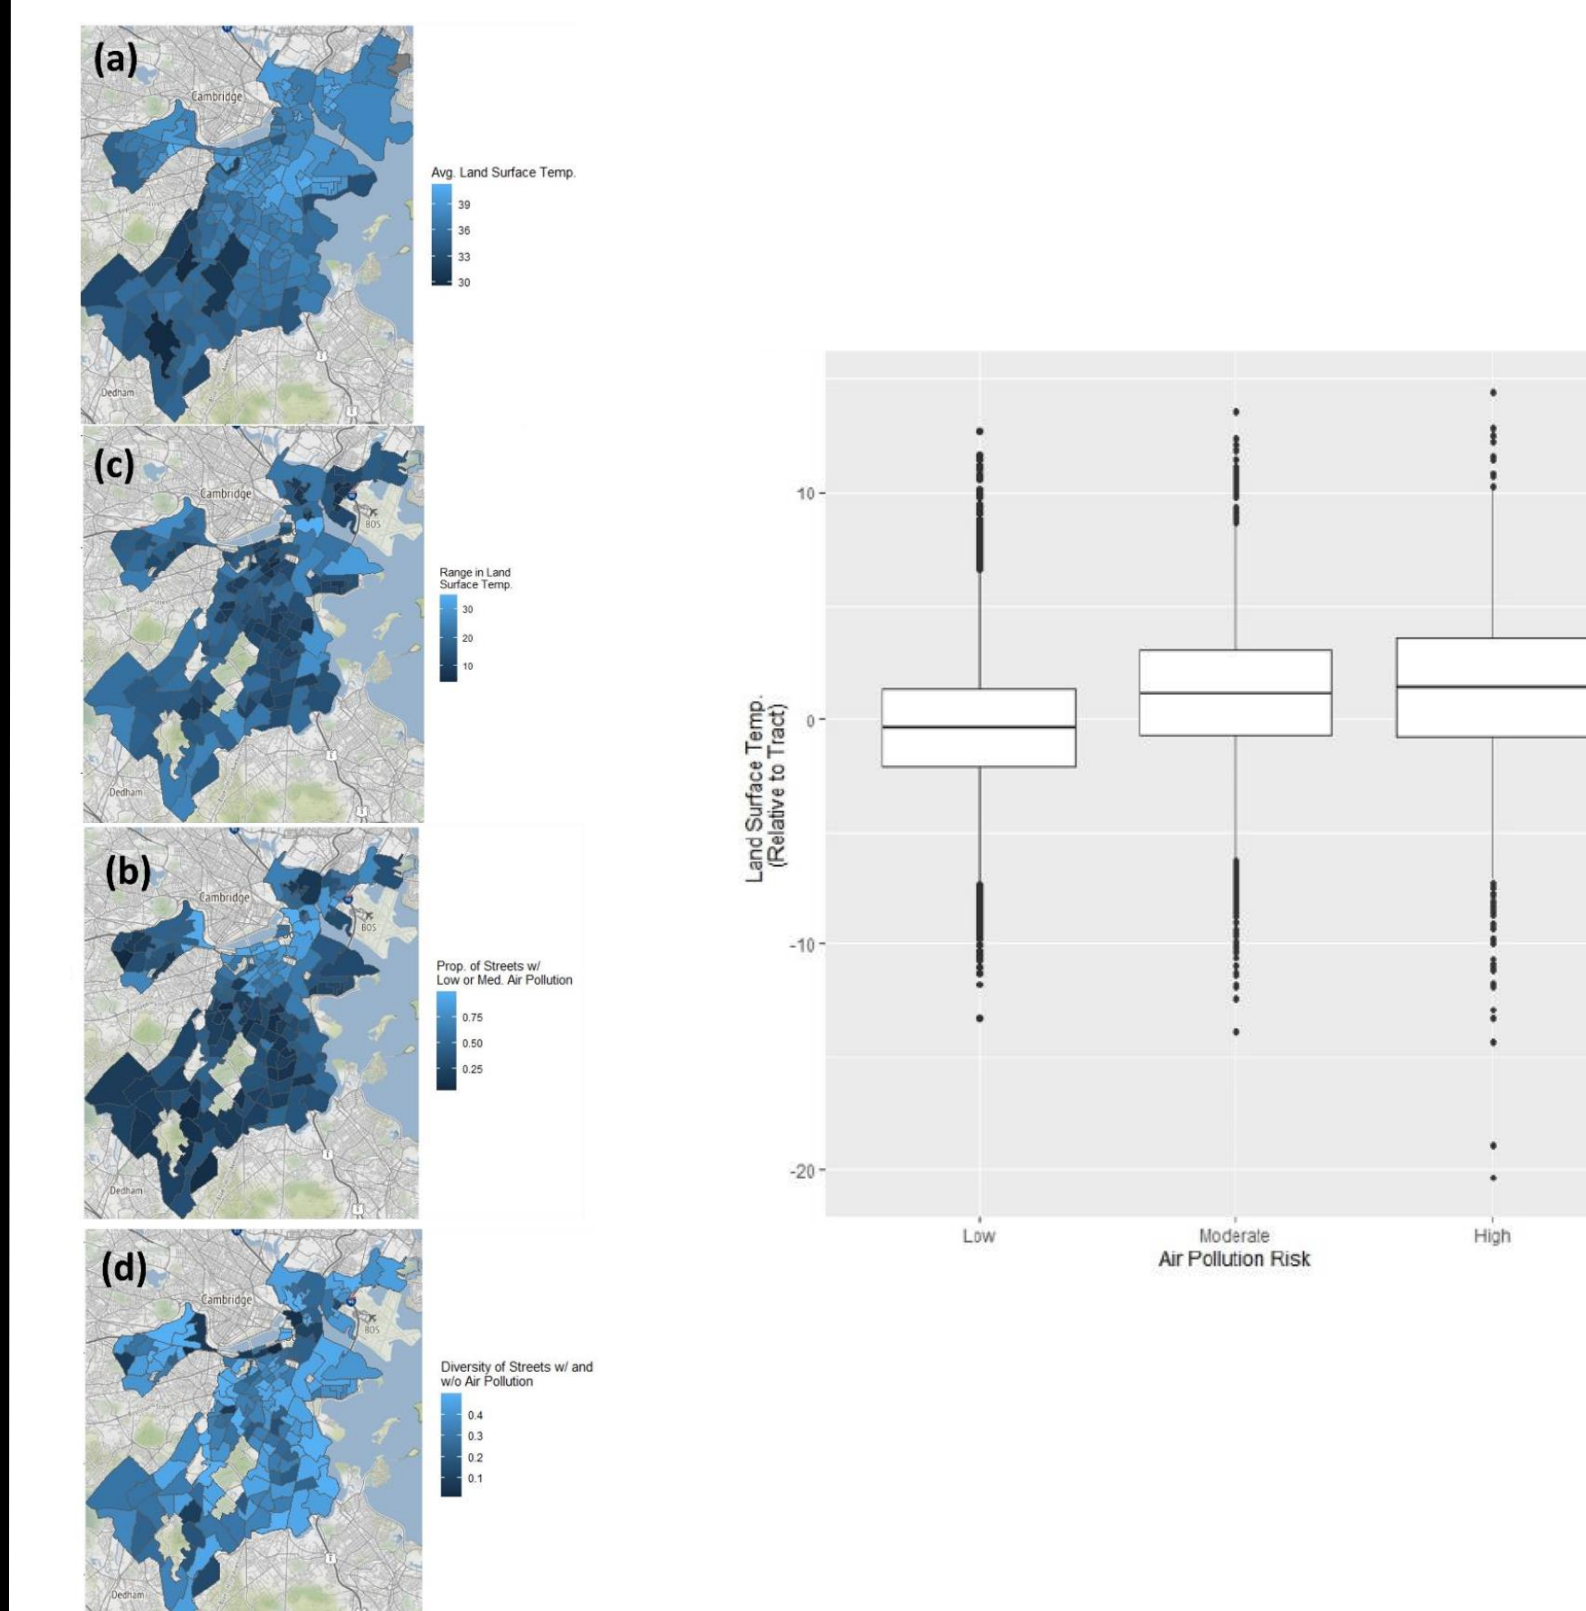 (a)
Cambridge
Dedham
Avg. Land Surface Temp.
39
36
33
30
(c)
Cambridge
BOS
Dedham
Range in Land
Surface Temp.
30
20
10
(b)
Cambridge
BOS
Dedham
Prop. of Streets w/
Low or Med. Air Pollution
0.75
0.50
0.25
(d)
Cambridge
BOS
Dedham
Diversity of Streets w/ and
w/o Air Pollution
0.4
0.3
0.2
0.1
Land Surface Temp.
(Relative to Tract)
10
0
-10
-20
Low
Moderate
High
Air Pollution Risk